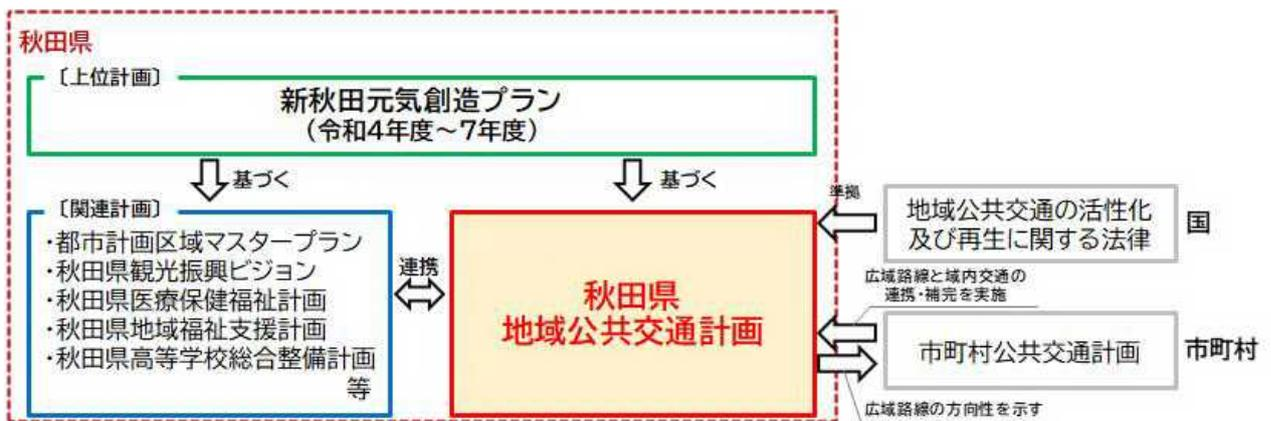 秋田県
〔上位計画〕
新秋田元気創造プラン
（令和4年度～7年度）
基づく
基づく
〔関連計画〕
・都市計画区域マスタープラン
・秋田県観光振興ビジョン
・秋田県医療保健福祉計画
・秋田県地域福祉支援計画
・秋田県高等学校総合整備計画
等
連携
秋田県
地域公共交通計画
準拠
地域公共交通の活性化
及び再生に関する法律
国
広域路線と域内交通の
連携・補完を実施
市町村公共交通計画
市町村
広域路線の方向性を示す